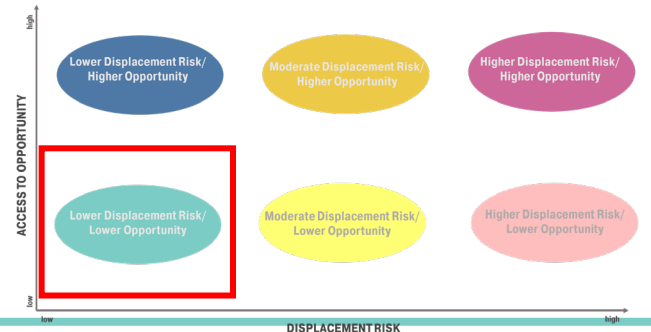 high
ACCESS TO OPPORTUNITY
low
Lower Displacement Risk/
Higher Opportunity
Moderate Displacement Risk/
Higher Opportunity
Higher Displacement Risk/
Higher Opportunity
Lower Displacement Risk/
Lower Opportunity
Moderate Displacement Risk/
Lower Opportunity
Higher Displacement Risk/
Lower Opportunity
low
DISPLACEMENT RISK
high